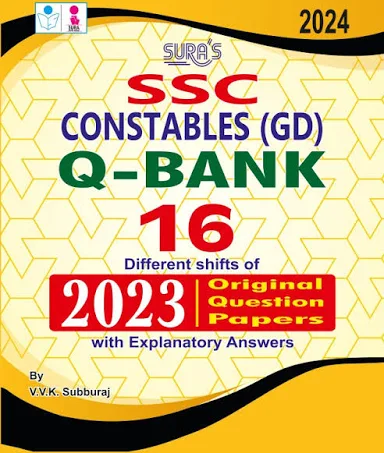 2024
SURA'S
SSC
CONSTABLES (GD)
Q-BANK
16
Different shifts of
2023
Original
Question
Papers
with Explanatory Answers
By
V.V.K. Subburaj